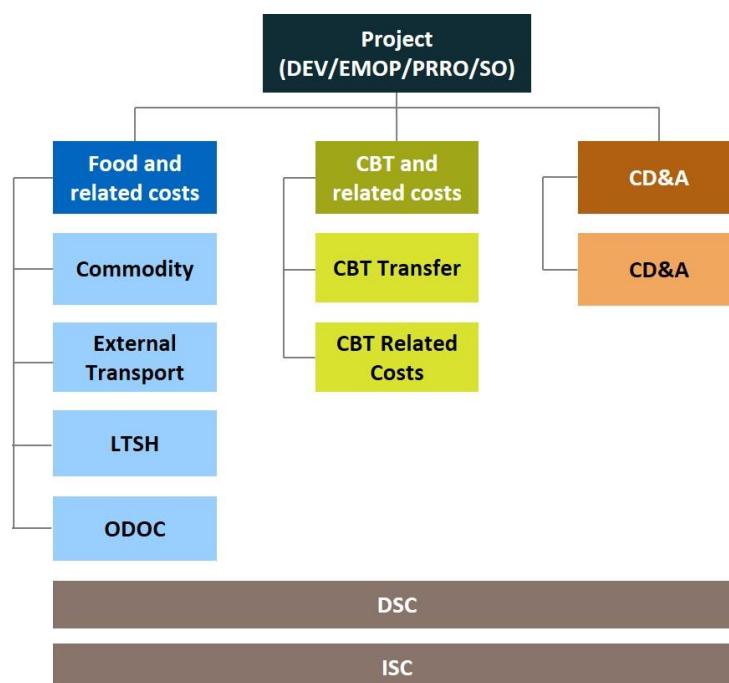 Project
(DEV/EMOP/PRRO/SO)
Food and
related costs
CBT and
related costs
CD&A
Commodity
CBT Transfer
CD&A
External
Transport
CBT Related
Costs
LTSH
ODOC
DSC
ISC